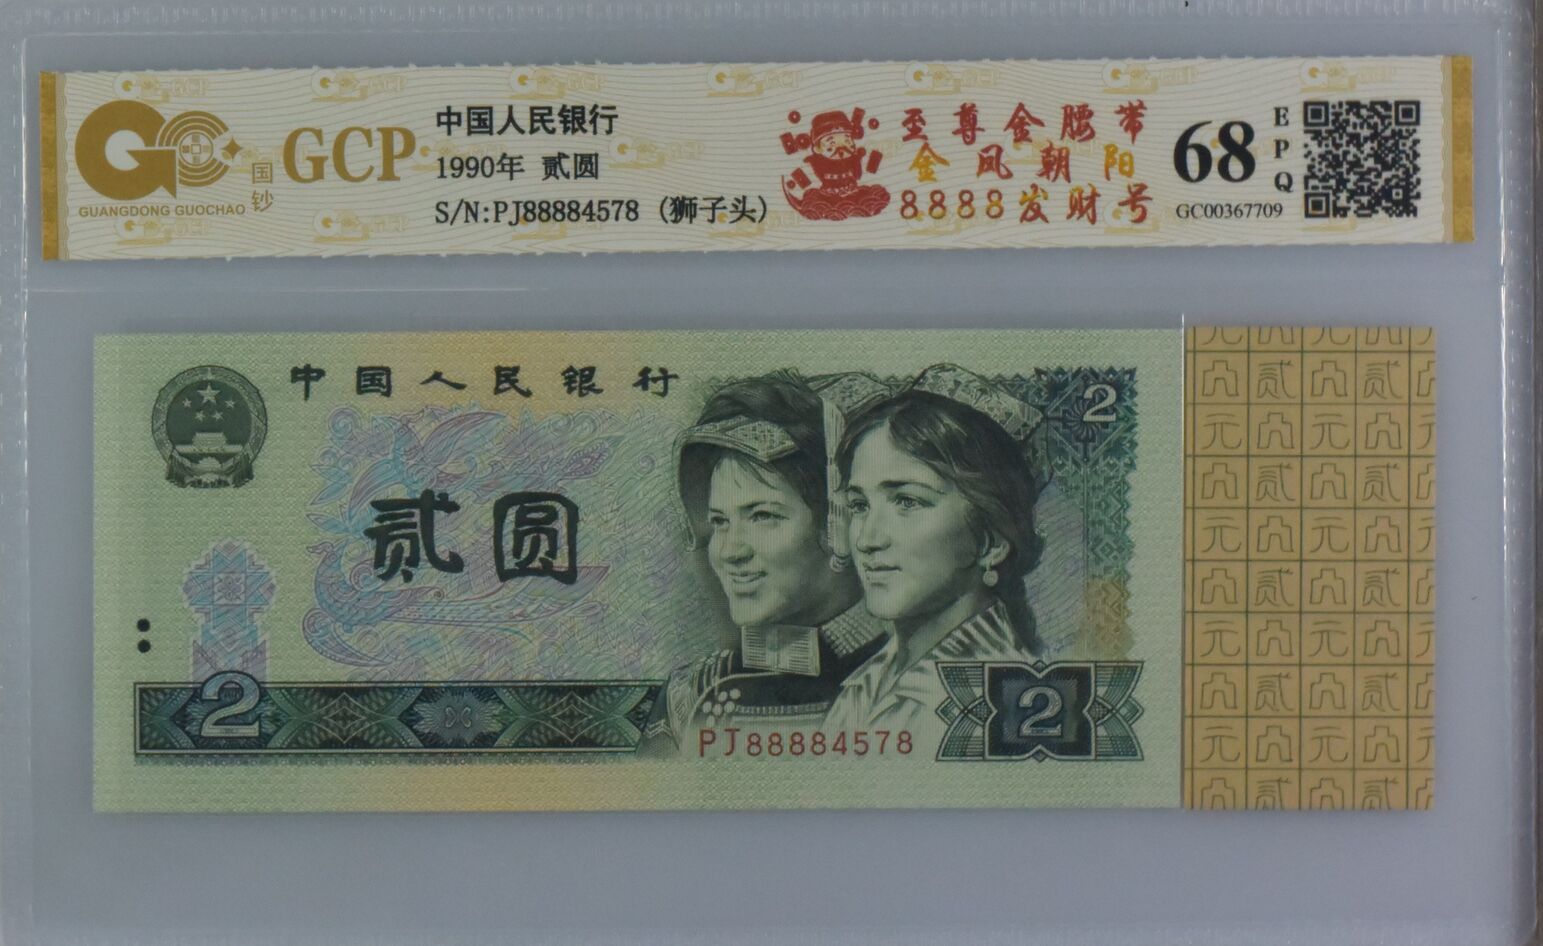 GCP
国钞
GUANGDONG GUOCHAO
中国人民银行
1990年 贰圆
S/N:PJ88884578 (狮子头)
至尊金腰带
金凤朝阳
8888发财号
68
EPQ
GC00367709
中国人民银行
2
贰圆
2
PJ88884578
2